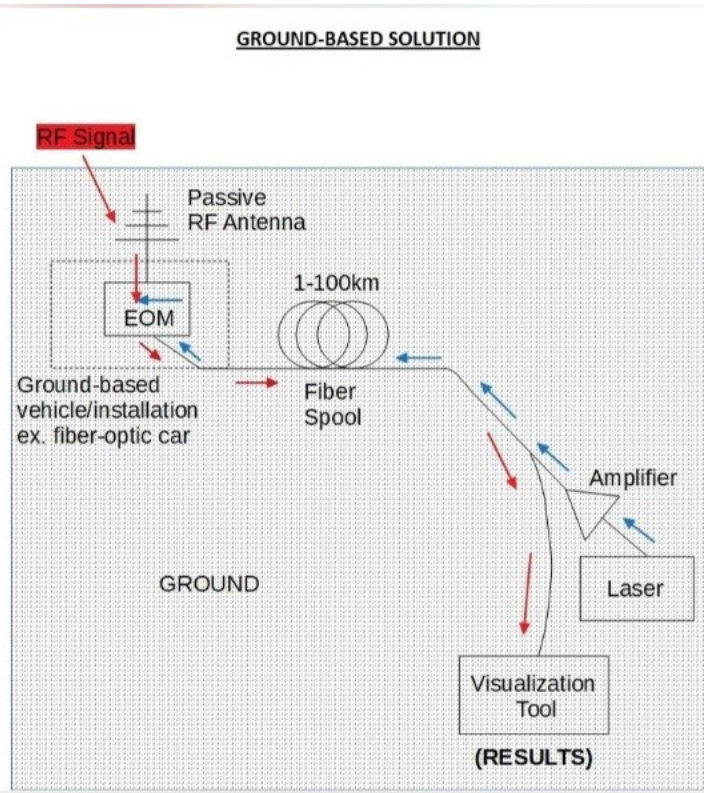 GROUND-BASED SOLUTION
RF Signal
Passive
RF Antenna
1-100km
EOM
Ground-based
vehicle/installation
ex. fiber-optic car
Fiber
Spool
Amplifier
GROUND
Laser
Visualization
Tool
(RESULTS)